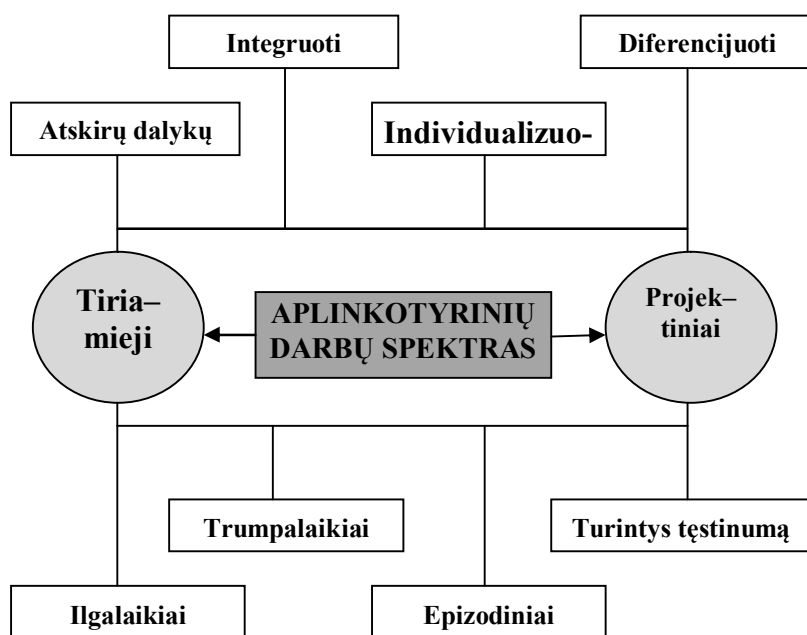 Integruoti
Diferencijuoti
Atskirų dalykų
Individualizuo-
Tiria–
mieji
APLINKOTYRINIŲ
DARBŲ SPEKTRAS
Projek–
tiniai
Trumpalaikiai
Turintys tęstinumą
Ilgalaikiai
Epizodiniai